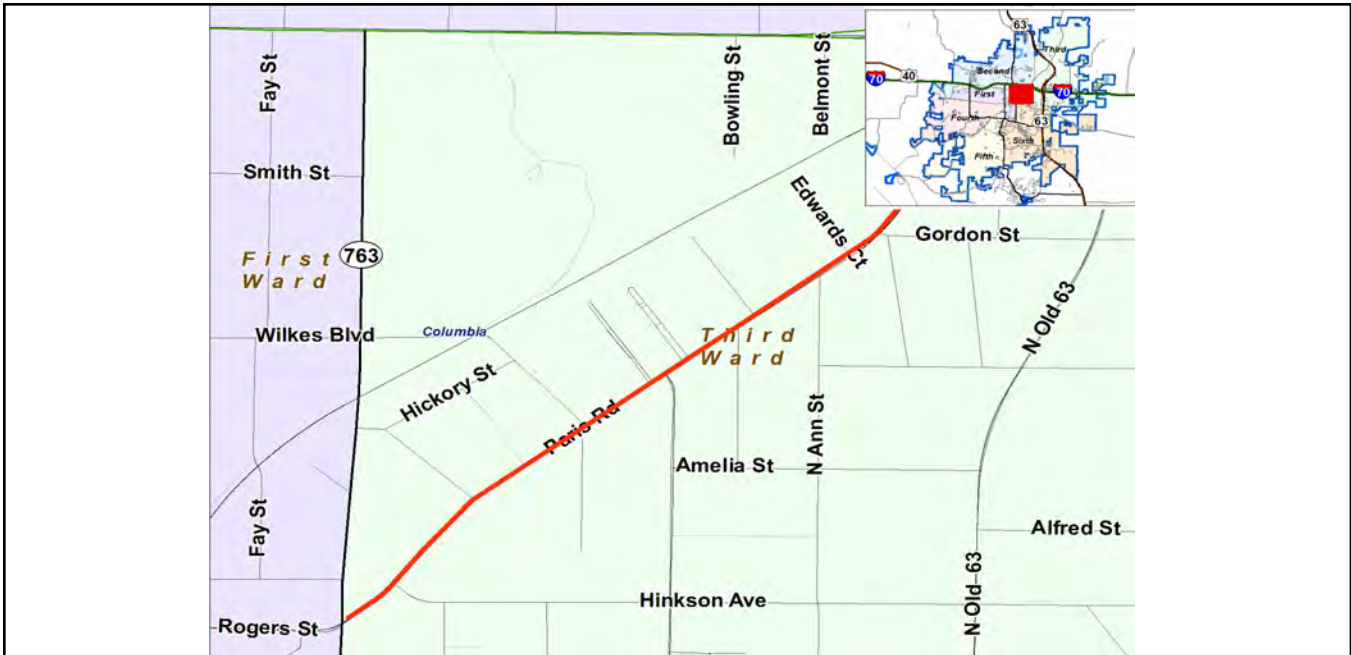 Fay St
Bowling St
Belmont St
63
Third
70
40
Second
First
70
Fourth
63
Sixth
Fifth
Smith St
Edwards Ct
Gordon St
First
Ward
763
N Old 63
Wilkes Blvd
Columbia
Third
Ward
Hickory St
Paris Rd
N Ann St
Amelia St
Fay St
Alfred St
Hinkson Ave
N Old 63
Rogers St